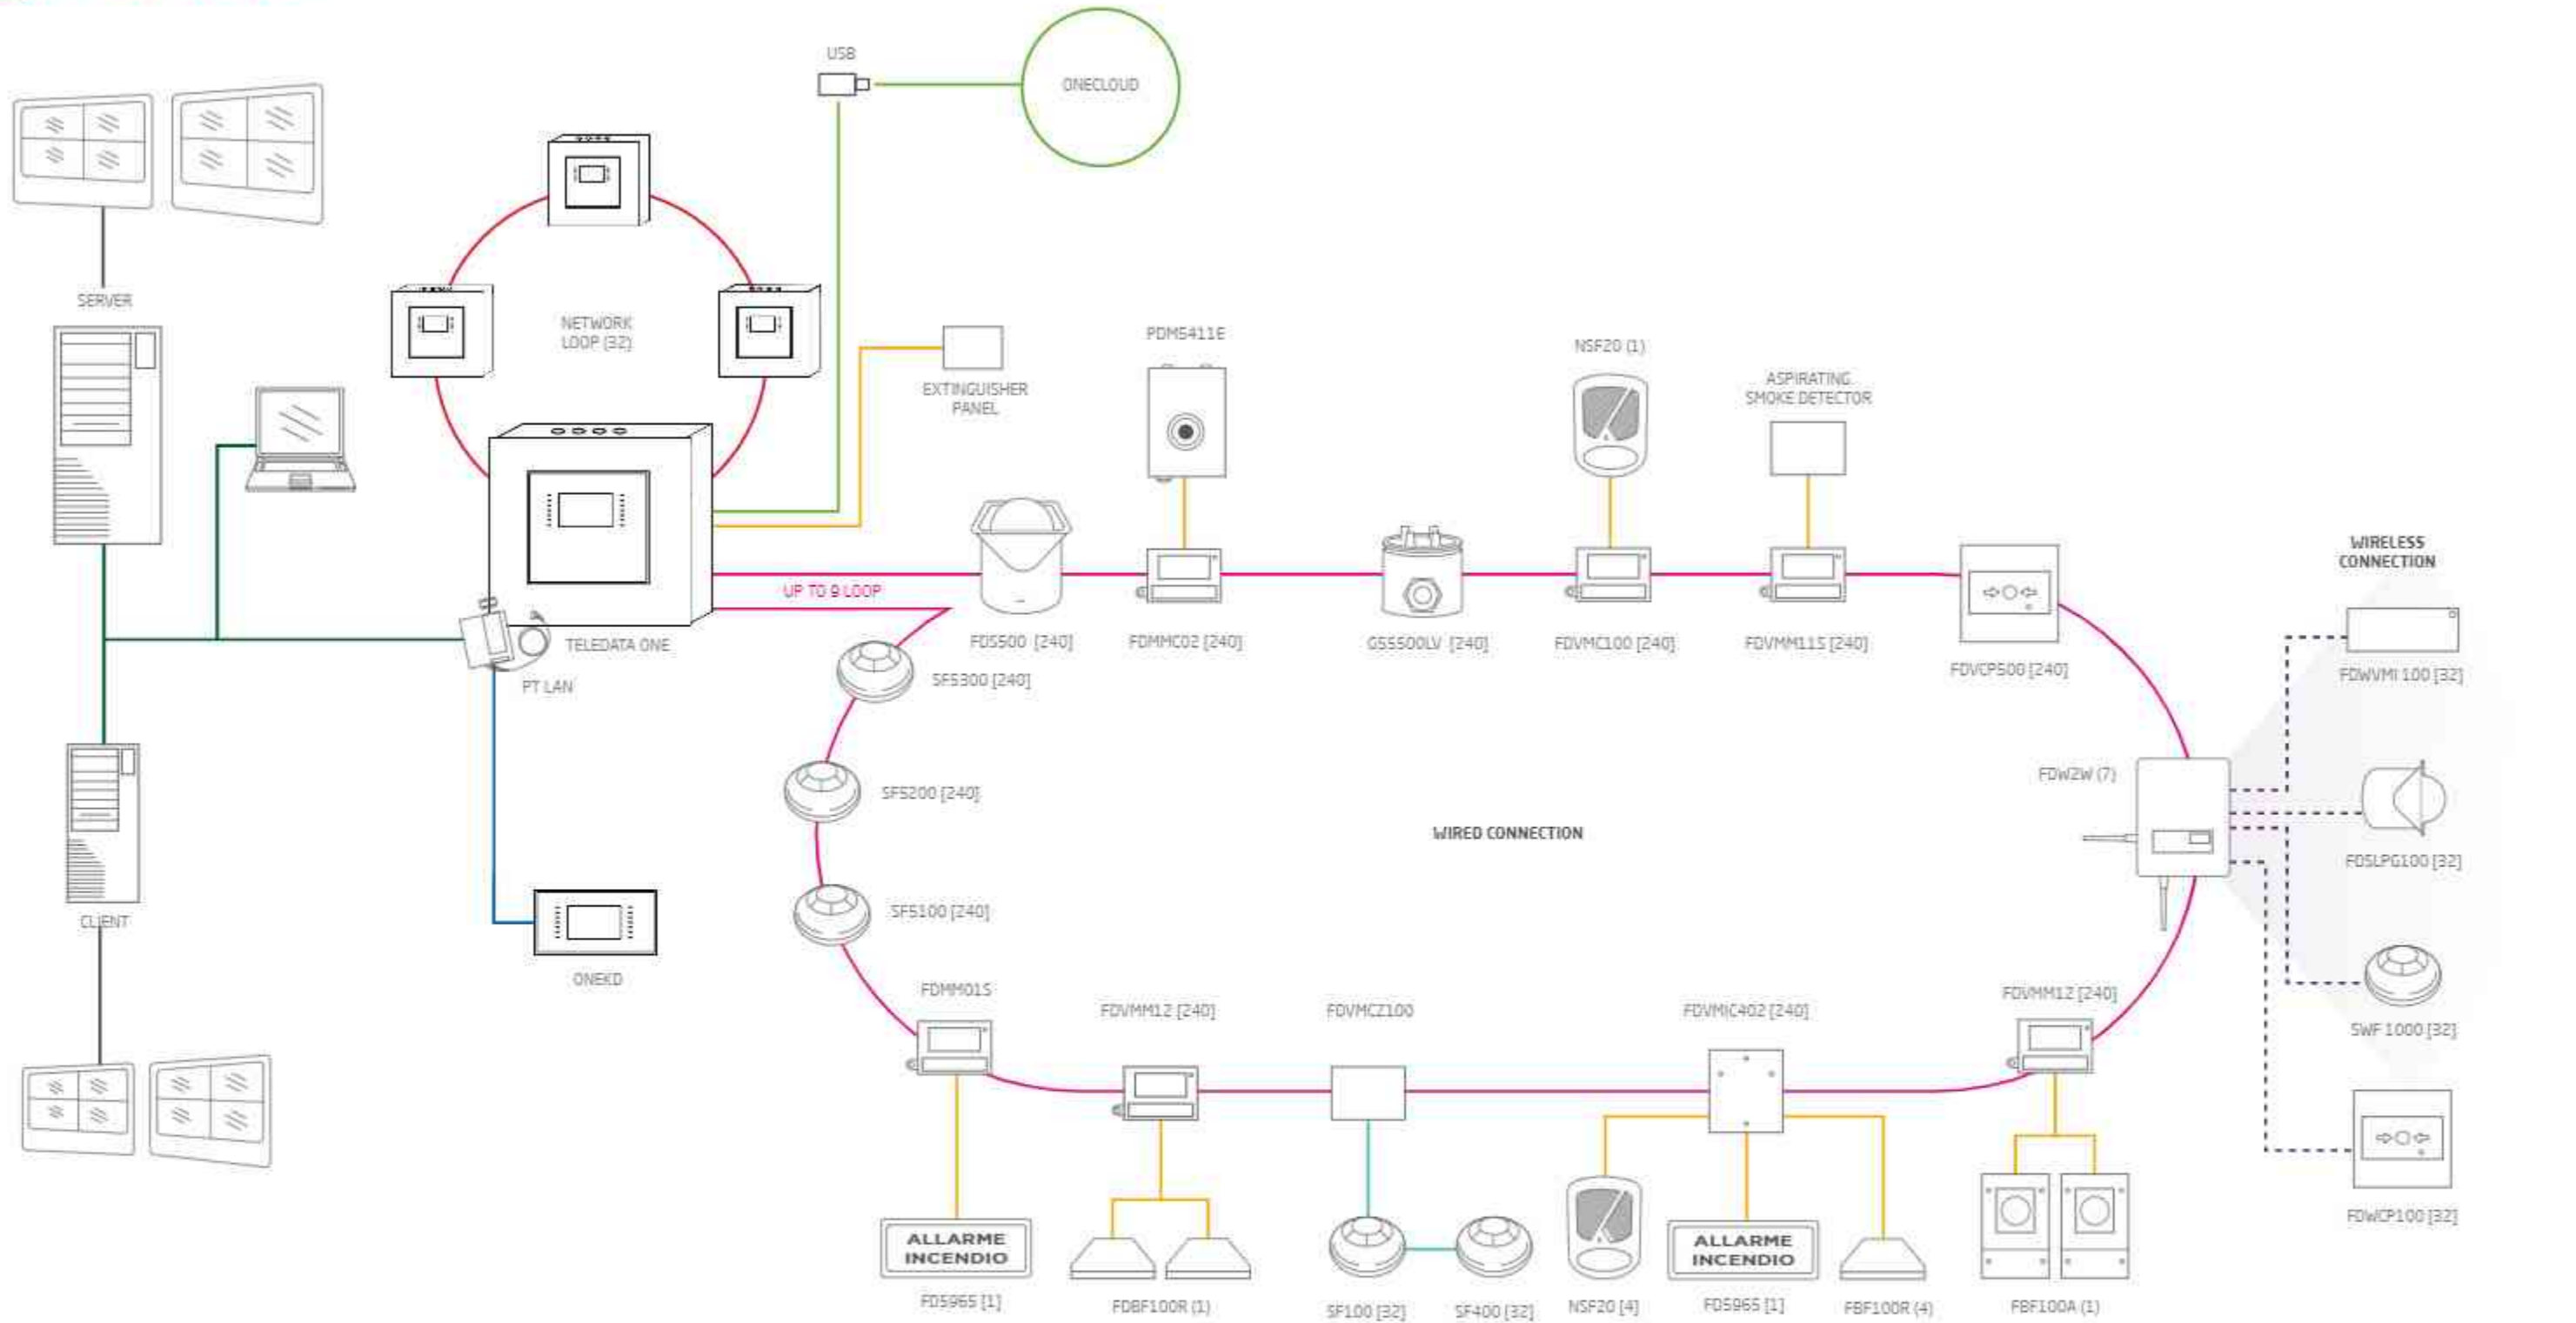 USB
ONECLOUD
SERVER
NETWORK
LOOP (32)
EXTINGUISHER
PANEL
PDM5411E
NSF20 (1)
ASPIRATING
SMOKE DETECTOR
WIRELESS
CONNECTION
UP TO 9 LOOP
TELEDATA ONE
PT LAN
FDS500 [240]
FDMMC02 [240]
GS5500LV [240]
FDVMC100 [240]
FDVMM11S [240]
FDVCP500 [240]
FDWVMI 100 [32]
SF5300 [240]
SF5200 [240]
SF5100 [240]
WIRED CONNECTION
FDW2W (7)
FDSLPG100 [32]
CLIENT
ONEKD
FDMM01S
FDVMM12 [240]
FDVMCZ100
FDVMIC402 [240]
FDVMM12 [240]
SWF 1000 [32]
ALLARME
INCENDIO
ALLARME
INCENDIO
FDWCP100 [32]
FDS965 [1]
FDBF100R (1)
SF100 [32]
SF400 [32]
NSF20 [4]
FDS965 [1]
FBF100R (4)
FBF100A (1)